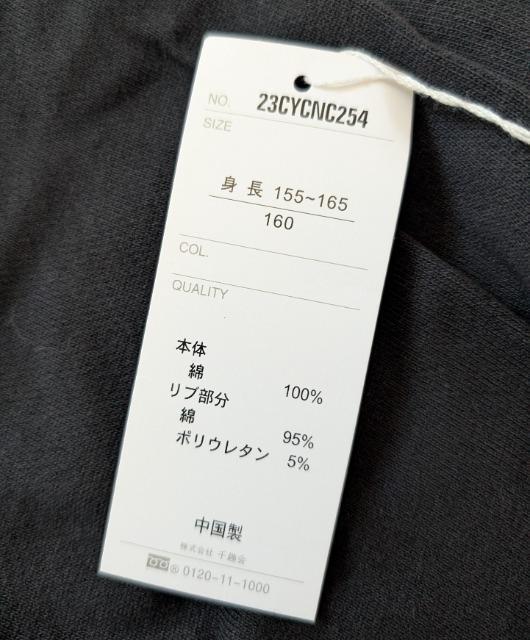 NO. 23CYCNC254
SIZE
身長 155~165
160
COL.
QUALITY
本体
綿 100%
リブ部分
綿 95%
ポリウレタン 5%
中国製
株式会社 千趣会
® 0120-11-1000